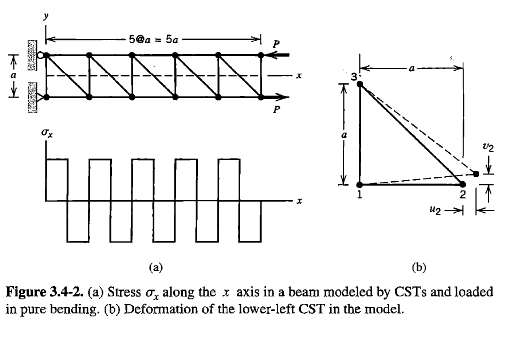 y
5@a = 5a
P
a
x
P
σx
x
(a)
a
3
a
v2
1
2
u2
(b)
Figure 3.4-2. (a) Stress σx along the x axis in a beam modeled by CSTs and loaded
in pure bending. (b) Deformation of the lower-left CST in the model.